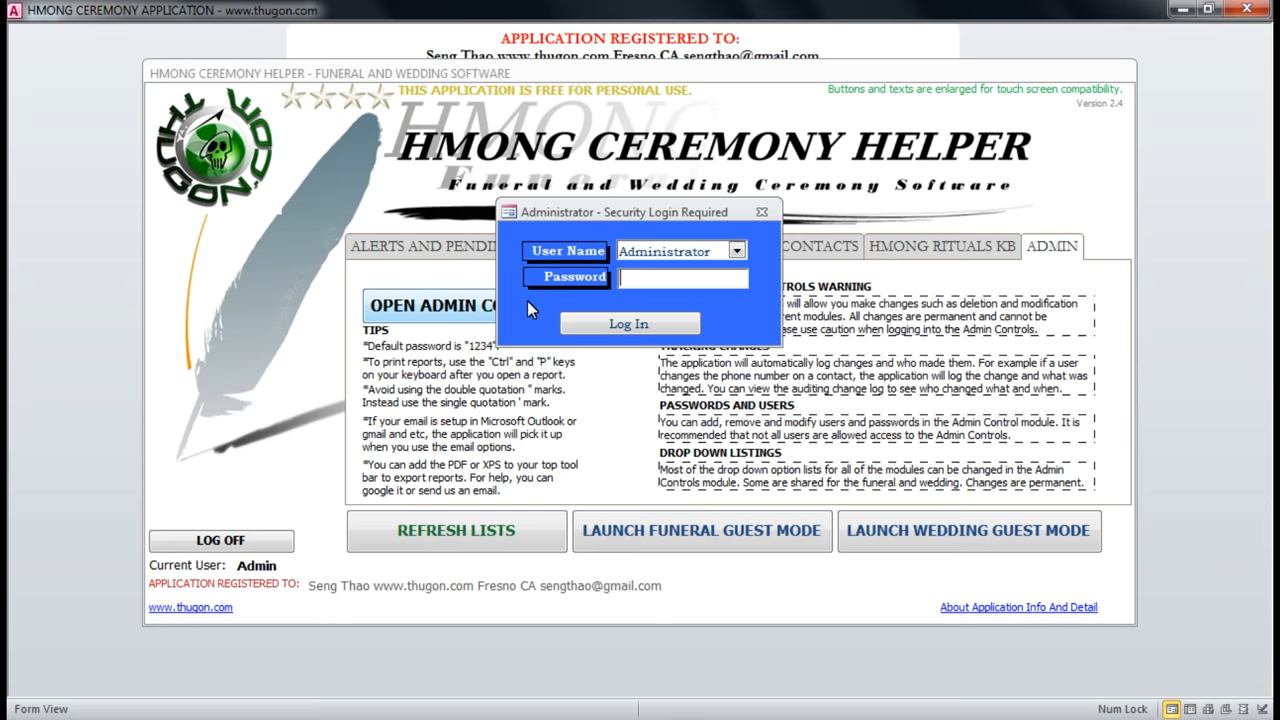 HMONG CEREMONY APPLICATION - www.thugon.com
APPLICATION REGISTERED TO:
Seng Thao www.thugon.com Fresno CA sengthao@gmail.com
HMONG CEREMONY HELPER - FUNERAL AND WEDDING SOFTWARE
THIS APPLICATION IS FREE FOR PERSONAL USE.
Buttons and texts are enlarged for touch screen compatibility.
Version 2.4
THUGON.COM
HMONG
HMONG CEREMONY HELPER
Funeral
Funeral and Wedding Ceremony Software
Administrator - Security Login Required
User Name
Administrator
Password
Log In
ALERTS AND PENDI
CONTACTS
HMONG RITUALS KB
ADMIN
OPEN ADMIN CO
TIPS
*Default password is "1234".
*To print reports, use the "Ctrl" and "P" keys
on your keyboard after you open a report.
*Avoid using the double quotation " marks.
Instead use the single quotation ' mark.
*If your email is setup in Microsoft Outlook or
gmail and etc, the application will pick it up
when you use the email options.
*You can add the PDF or XPS to your top tool
bar to export reports. For help, you can
google it or send us an email.
ROLS WARNING
will allow you make changes such as deletion and modification
rent modules. All changes are permanent and cannot be
ase use caution when logging into the Admin Controls.
TRACKING CHANGES
The application will automatically log changes and who made them. For example if a user
changes the phone number on a contact, the application will log the change and what was
changed. You can view the auditing change log to see who changed what and when.
PASSWORDS AND USERS
You can add, remove and modify users and passwords in the Admin Control module. It is
recommended that not all users are allowed access to the Admin Controls.
DROP DOWN LISTINGS
Most of the drop down option lists for all of the modules can be changed in the Admin
Controls module. Some are shared for the funeral and wedding. Changes are permanent.
REFRESH LISTS
LAUNCH FUNERAL GUEST MODE
LAUNCH WEDDING GUEST MODE
LOG OFF
Current User: Admin
APPLICATION REGISTERED TO: Seng Thao www.thugon.com Fresno CA sengthao@gmail.com
www.thugon.com
About Application Info And Detail
Form View
Num Lock